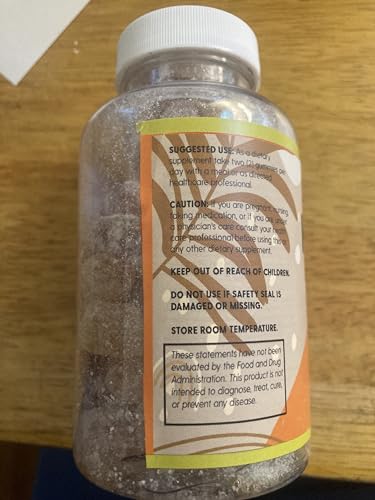 SUGGESTED USE: As a dietary
supplement take two (2) gummies per
day with a meal or as directed
healthcare professional.
CAUTION: If you are pregnant, nursing
taking medication, or if you are under
a physician's care consult your health
care professional before using this or
any other dietary supplement.
KEEP OUT OF REACH OF CHILDREN.
DO NOT USE IF SAFETY SEAL IS
DAMAGED OR MISSING.
STORE ROOM TEMPERATURE.
These statements have not been
evaluated by the Food and Drug
Administration. This product is not
intended to diagnose, treat, cure,
or prevent any disease.